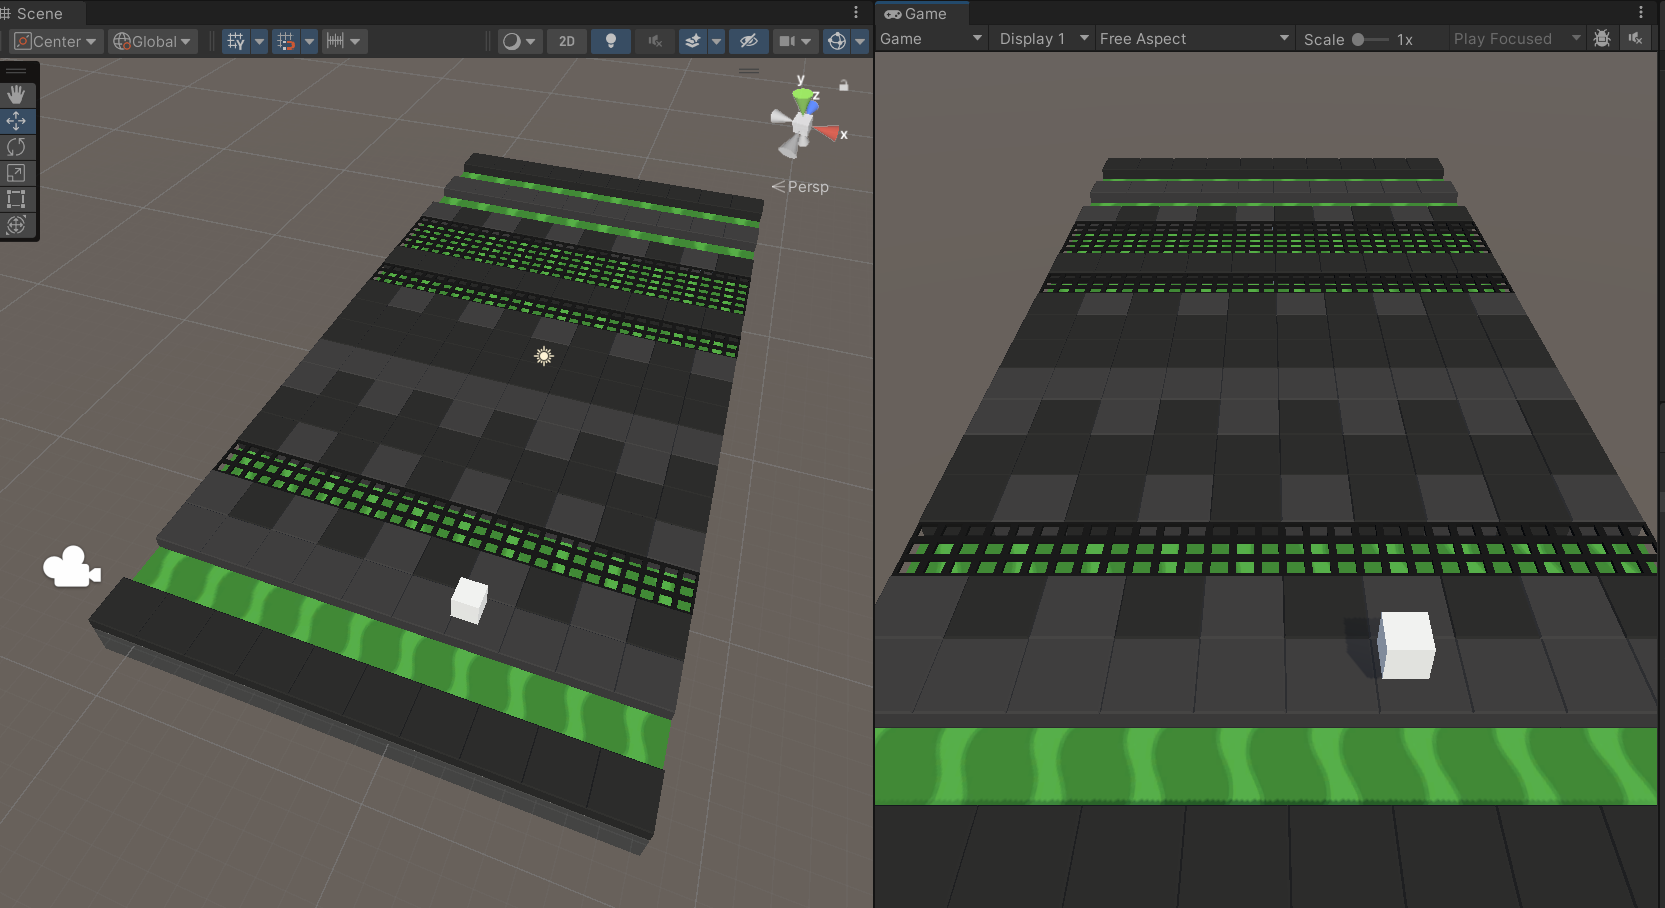 Scene
Center
Global
2D
y
z
x
Persp
Game
Game
Display 1
Free Aspect
Scale
1x
Play Focused